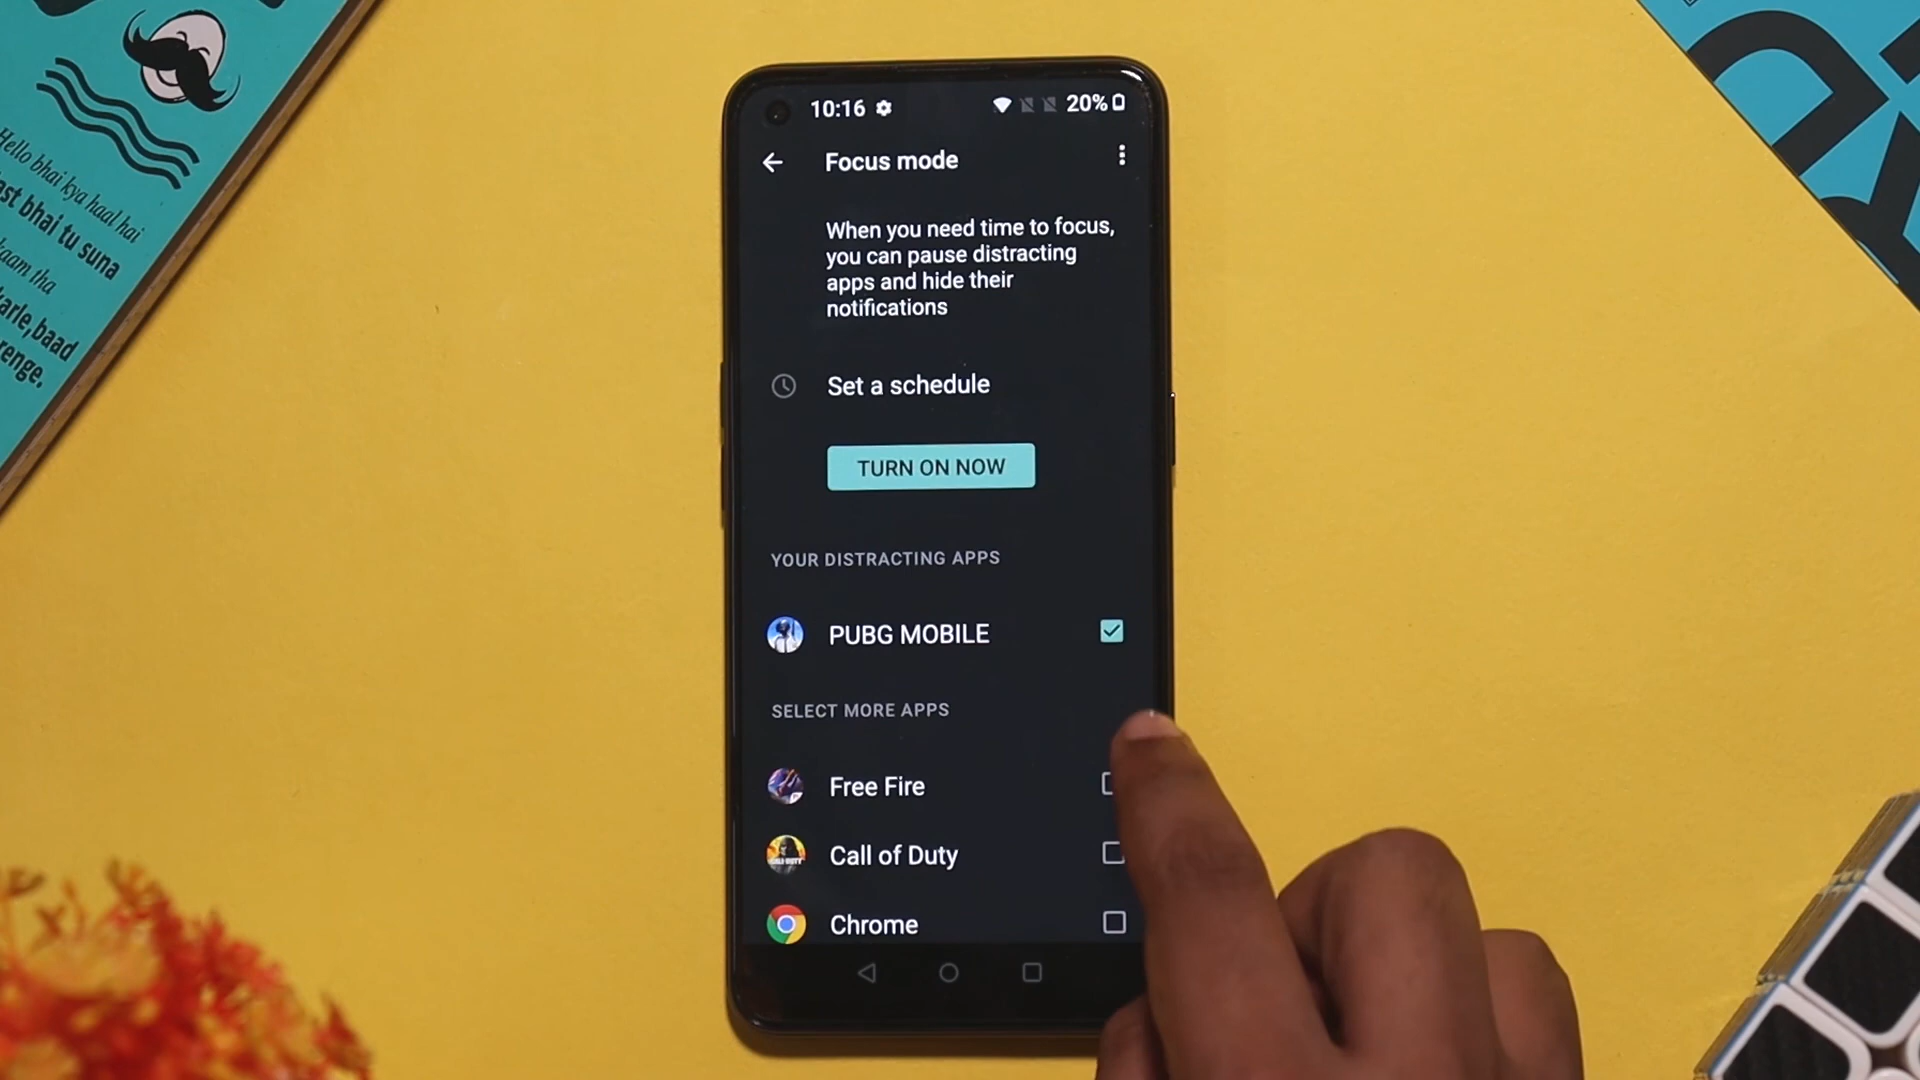 Hello bhai kya haal hai
ast bhai tu suna
kaam tha
karle,baad
renge.
10:16
20%
Focus mode
When you need time to focus,
you can pause distracting
apps and hide their
notifications
Set a schedule
TURN ON NOW
YOUR DISTRACTING APPS
PUBG MOBILE
SELECT MORE APPS
Free Fire
Call of Duty
Chrome